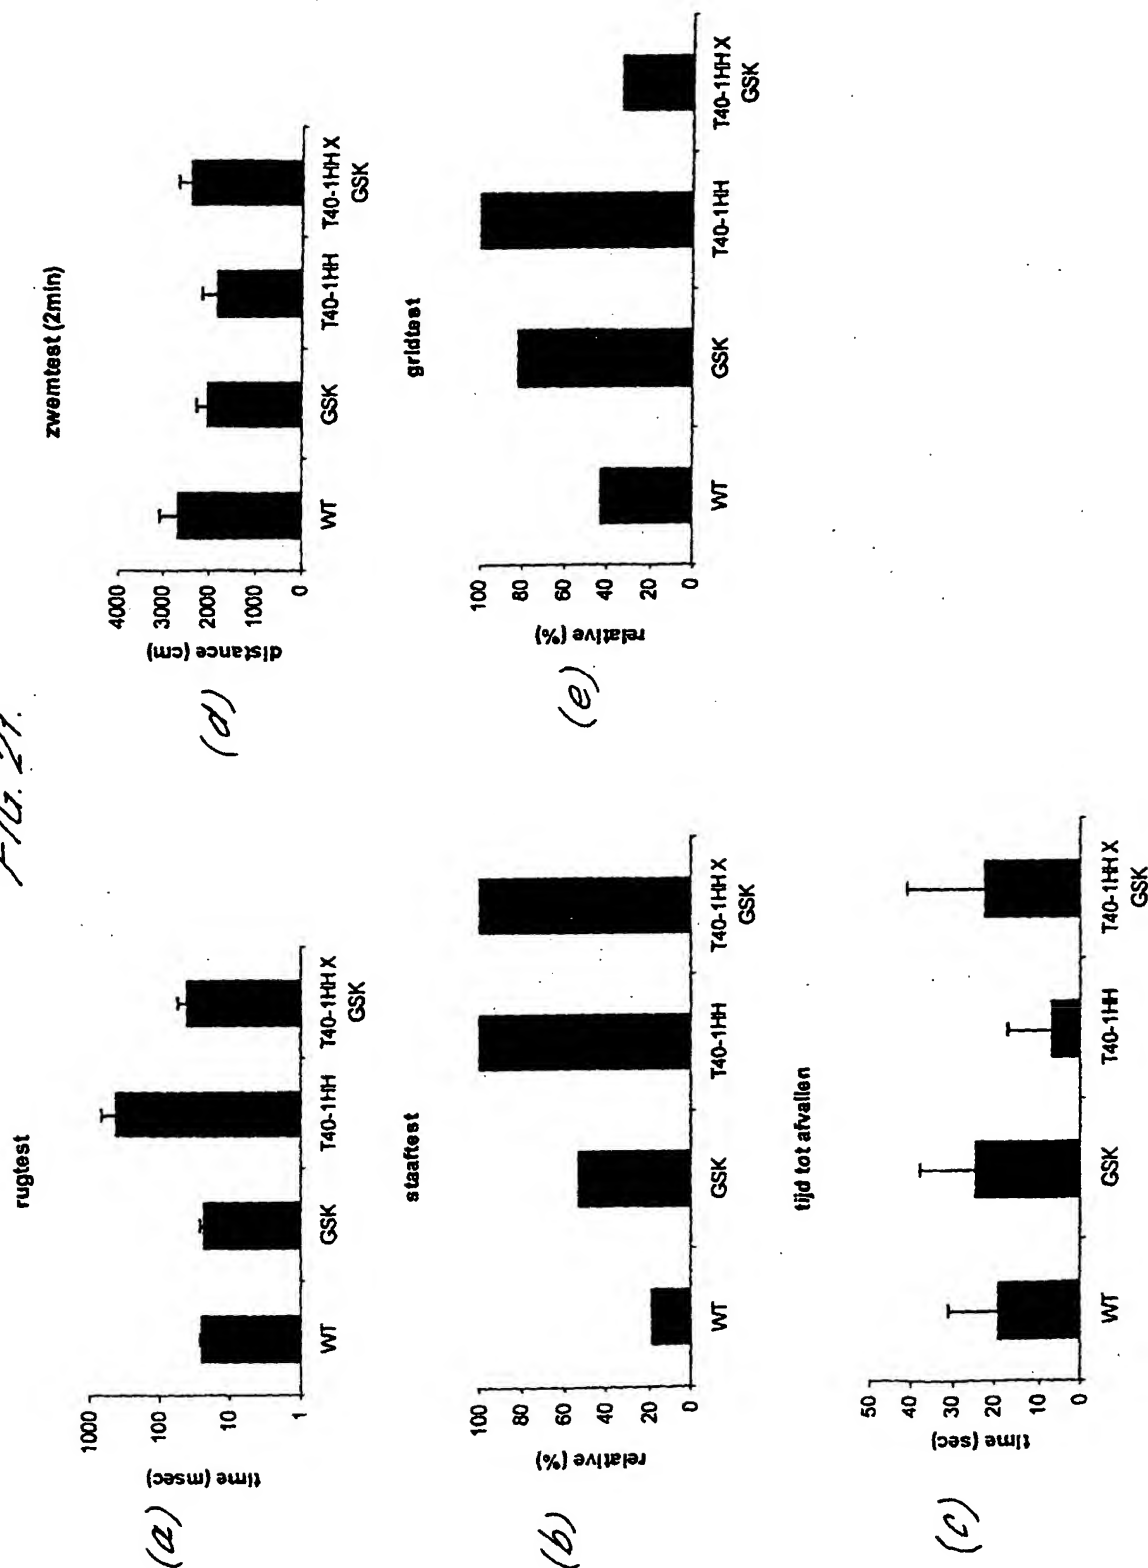 FIG. 27.
(a)
rugtest
time (msec)
1000
100
10
1
WT
GSK
T40-1HH
T40-1HH X
GSK
(b)
staaftest
relative (%)
100
80
60
40
20
0
WT
GSK
T40-1HH
T40-1HH X
GSK
(c)
tijd tot afvallen
time (sec)
50
40
30
20
10
0
WT
GSK
T40-1HH
T40-1HH X
GSK
(d)
zwemtest (2min)
distance (cm)
4000
3000
2000
1000
0
WT
GSK
T40-1HH
T40-1HH X
GSK
(e)
gridtest
relative (%)
100
80
60
40
20
0
WT
GSK
T40-1HH
T40-1HH X
GSK